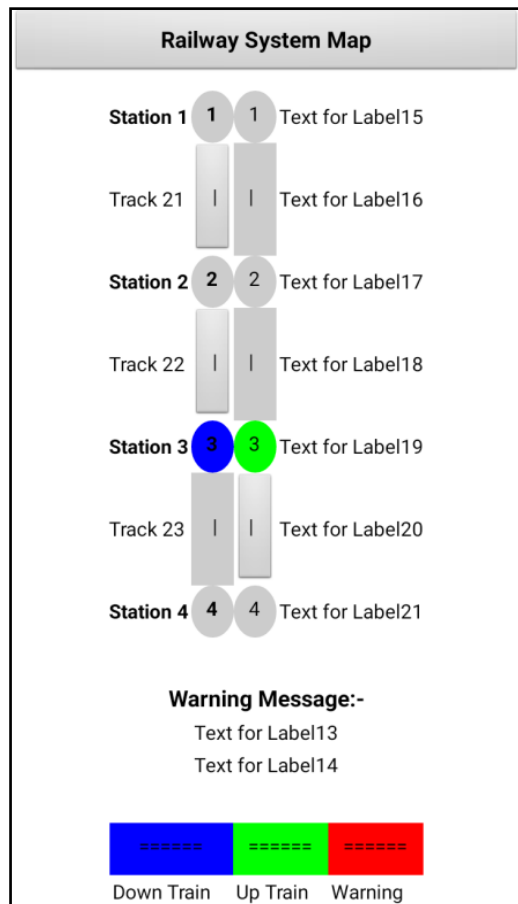 Railway System Map
Station 1 1 1 Text for Label15
Track 21 | | Text for Label16
Station 2 2 2 Text for Label17
Track 22 | | Text for Label18
Station 3 3 3 Text for Label19
Track 23 | | Text for Label20
Station 4 4 4 Text for Label21
Warning Message:-
Text for Label13
Text for Label14
====== ====== ======
Down Train Up Train Warning